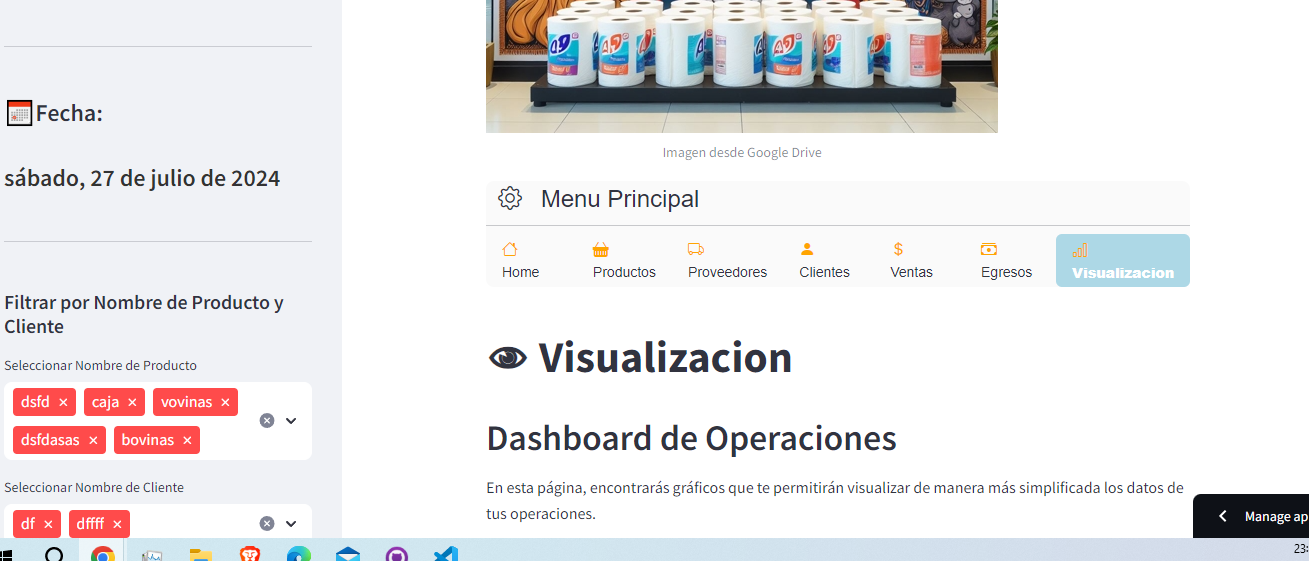 Fecha:
sábado, 27 de julio de 2024
Filtrar por Nombre de Producto y
Cliente
Seleccionar Nombre de Producto
dsfd × caja × vovinas ×
dsfdasas × bovinas ×
Seleccionar Nombre de Cliente
df × dffff ×
Imagen desde Google Drive
Menu Principal
Home Productos Proveedores Clientes Ventas Egresos Visualizacion
Visualizacion
Dashboard de Operaciones
En esta página, encontrarás gráficos que te permitirán visualizar de manera más simplificada los datos de
tus operaciones.
Manage ap
23: